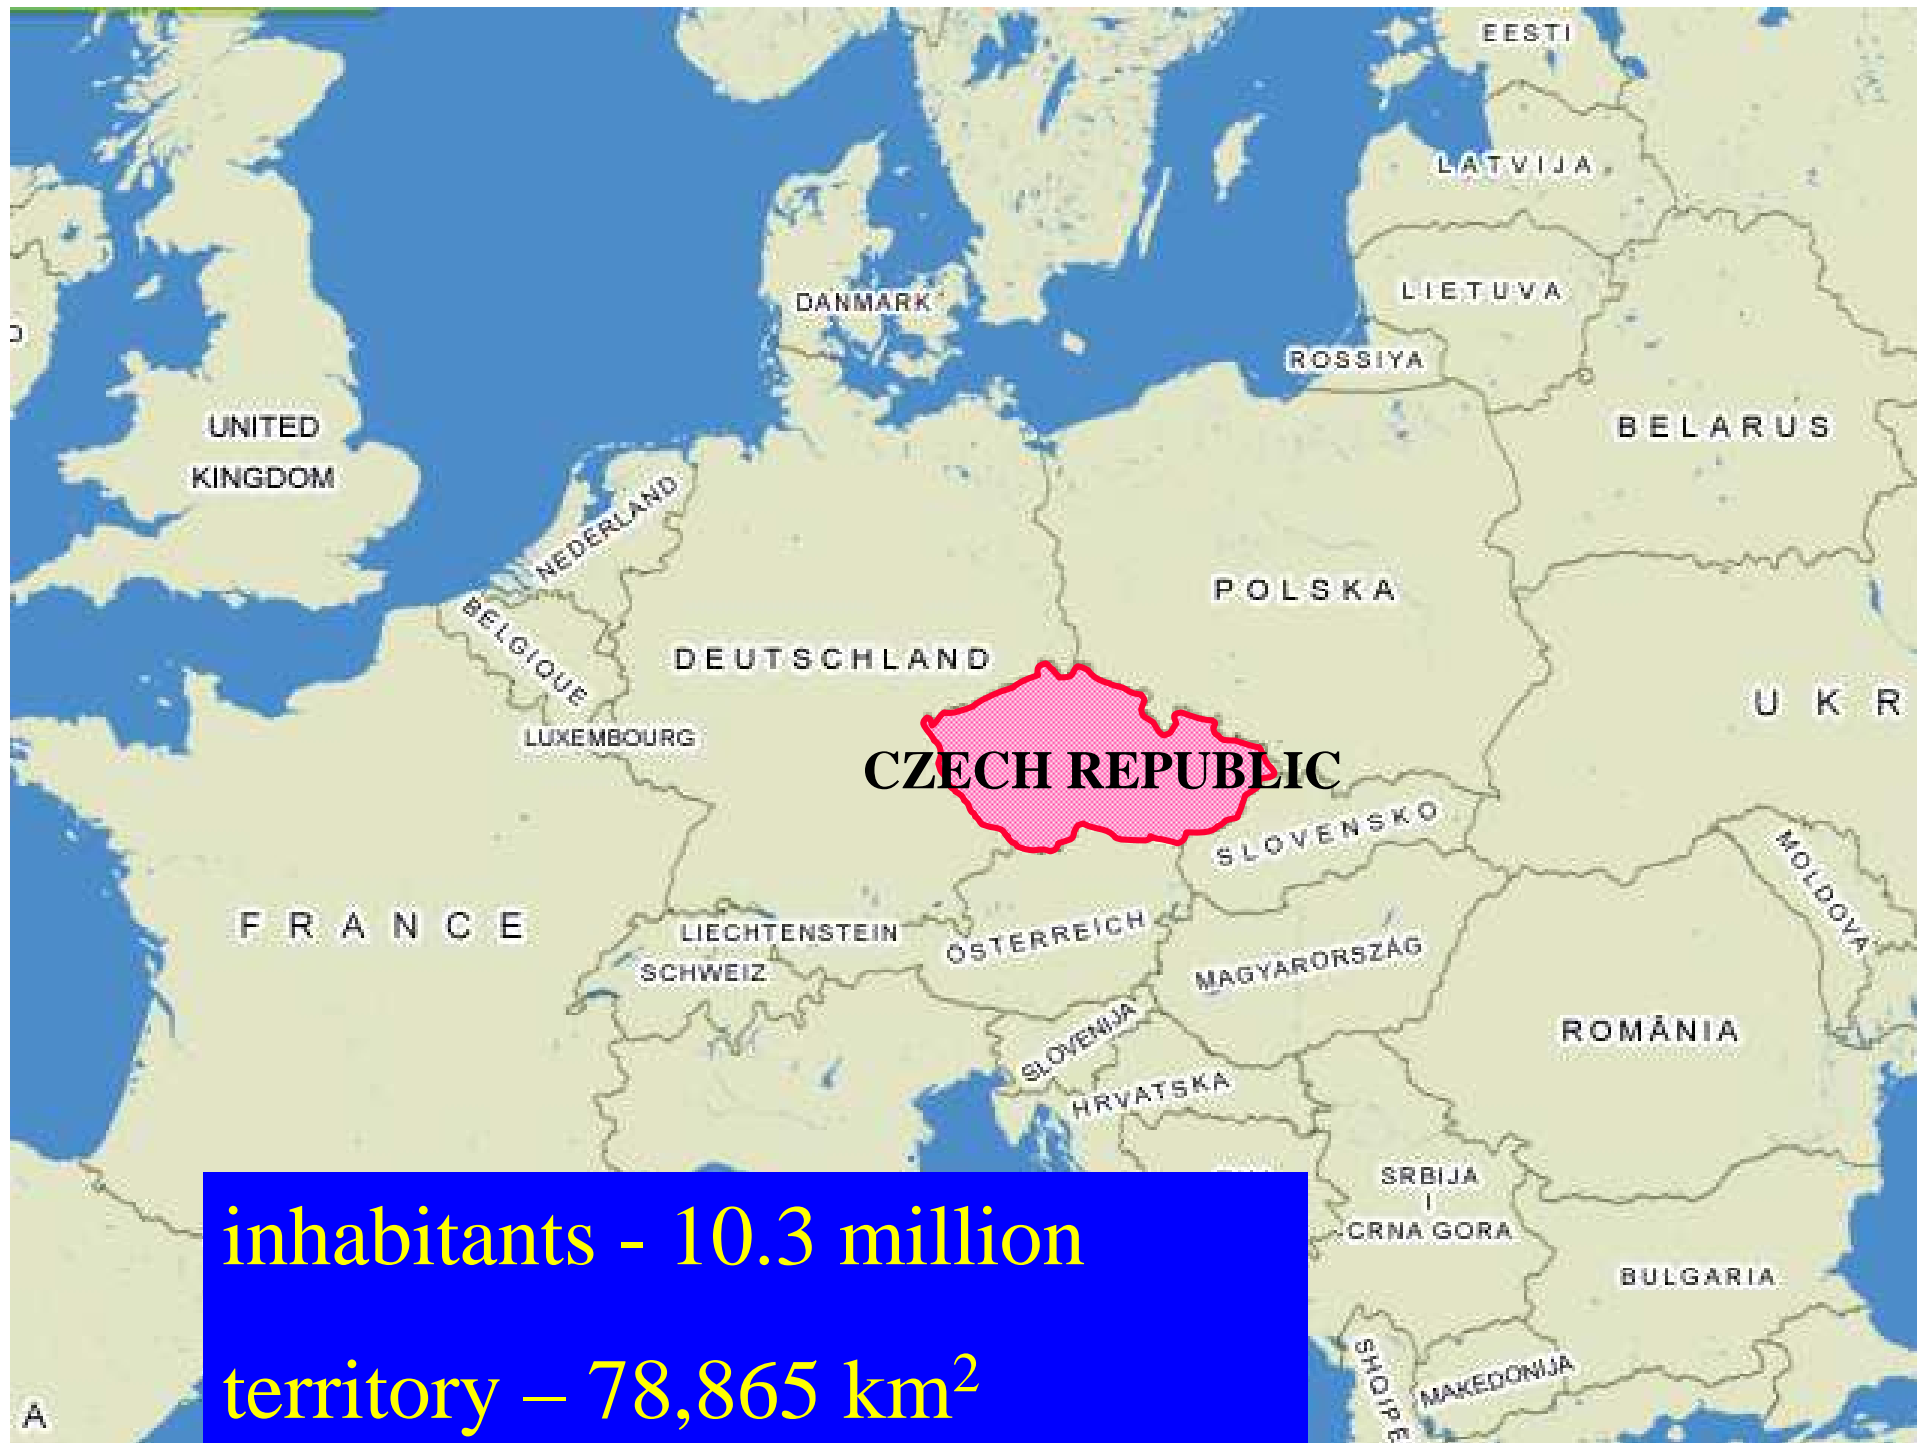 EESTI
LATVIJA
LIETUVA
DANMARK
ROSSIYA
UNITED
KINGDOM
BELARUS
NEDERLAND
POLSKA
BELGIQUE
DEUTSCHLAND
UKR
LUXEMBOURG
CZECH REPUBLIC
SLOVENSKO
MOLDOVA
FRANCE
LIECHTENSTEIN
ÖSTERREICH
SCHWEIZ
MAGYARORSZÁG
ROMÂNIA
SLOVENIJA
HRVATSKA
SRBIJA
I
CRNA GORA
BULGARIA
SHQIPE
MAKEDONIJA
A
inhabitants - 10.3 million
territory – 78,865 km²